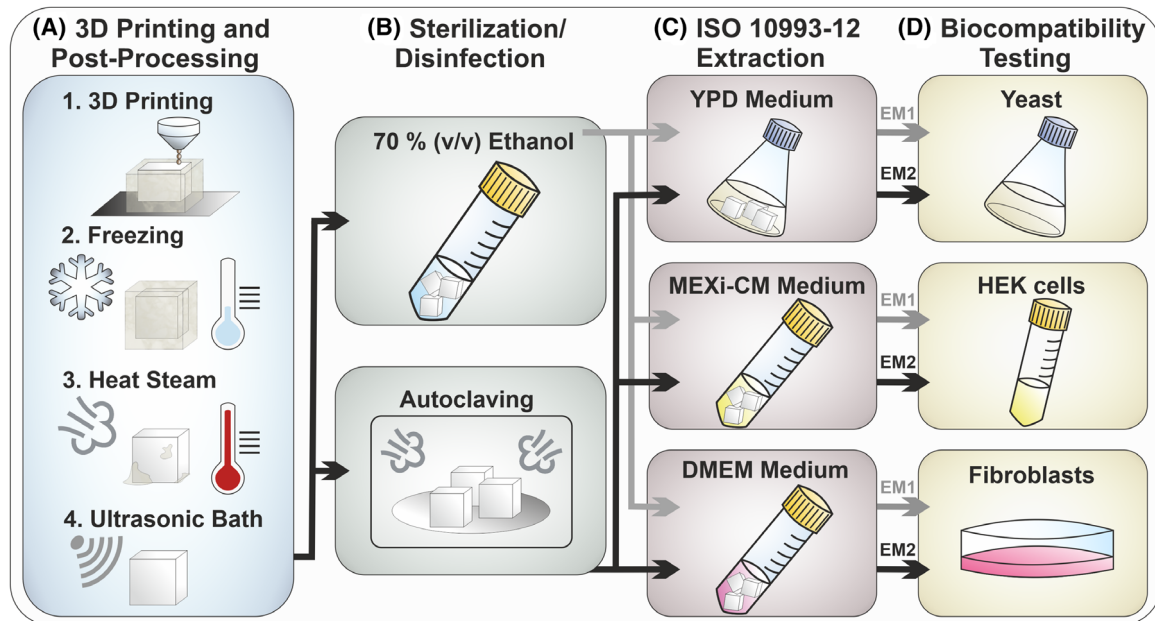 (A) 3D Printing and
Post-Processing
1. 3D Printing
2. Freezing
3. Heat Steam
4. Ultrasonic Bath
(B) Sterilization/
Disinfection
70 % (v/v) Ethanol
Autoclaving
(C) ISO 10993-12
Extraction
YPD Medium
EM1
EM2
MEXi-CM Medium
EM1
EM2
DMEM Medium
EM1
EM2
(D) Biocompatibility
Testing
Yeast
HEK cells
Fibroblasts